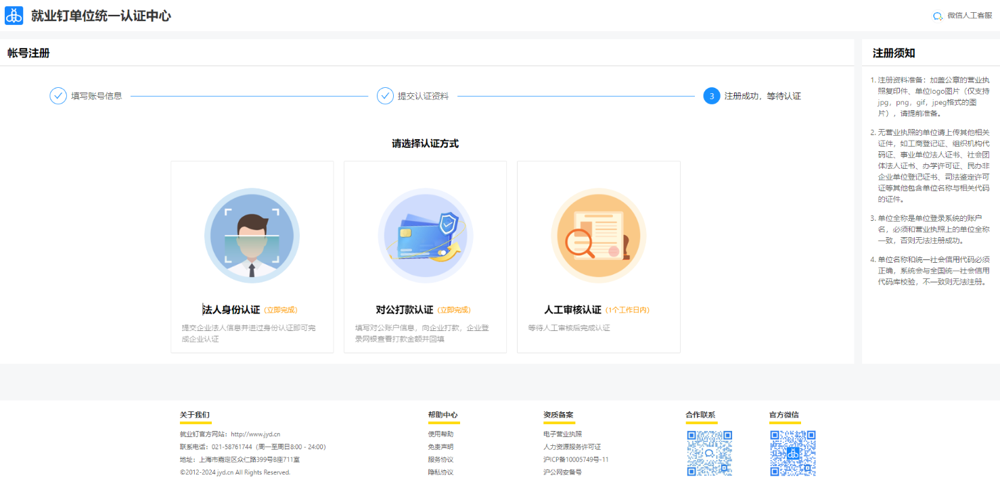 就业钉单位统一认证中心
微信人工客服
帐号注册
填写账号信息
提交认证资料
3 注册成功，等待认证
请选择认证方式
法人身份认证（立即完成）
提交企业法人信息并进过身份认证即可完
成企业认证
对公打款认证（立即完成）
填写对公账户信息，向企业打款，企业登
录网银查看打款金额并回填
人工审核认证（1个工作日内）
等待人工审核后完成认证
注册须知
1. 注册资料准备：加盖公章的营业执
照复印件、单位logo图片（仅支持
jpg，png，gif，jpeg格式的图
片），请提前准备。
2. 无营业执照的单位请上传其他相关
证件，如工商登记证、组织机构代
码证、事业单位法人证书、社会团
体法人证书、办学许可证、民办非
企业单位登记证书、司法鉴定许可
证等其他包含单位名称与相关代码
的证件。
3. 单位全称是单位登录系统的账户
名，必须和营业执照上的单位全称
一致，否则无法注册成功。
4. 单位名称和统一社会信用代码必须
正确，系统会与全国统一社会信用
代码库校验，不一致则无法注册。
关于我们
就业钉官方网站：http://www.jyd.cn
联系电话：021-58761744（周一至周日8:00 - 24:00）
地址：上海市嘉定区众仁路399号B座711室
©2012-2024 jyd.cn All Rights Reserved.
帮助中心
使用帮助
免责声明
服务协议
隐私协议
资质备案
电子营业执照
人力资源服务许可证
沪ICP备10005749号-11
沪公网安备号
合作联系
官方微信